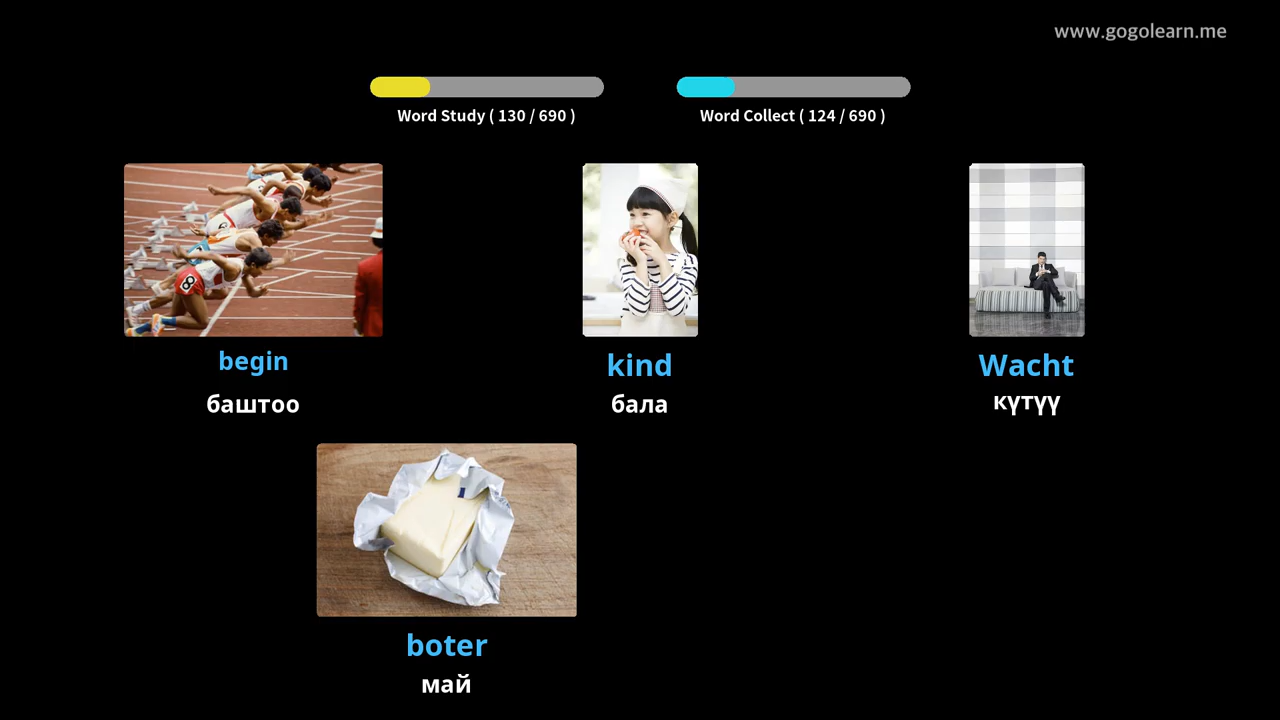 www.gogolearn.me
Word Study ( 130 / 690 )
Word Collect ( 124 / 690 )
begin
баштоо
kind
бала
Wacht
күтүү
boter
май